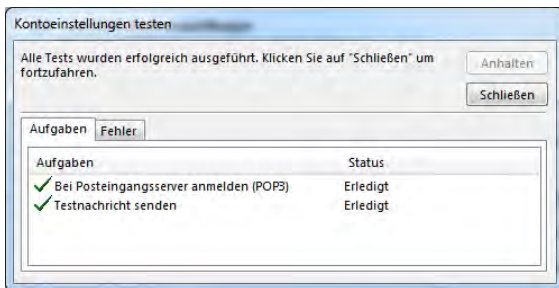 Kontoeinstellungen testen
Alle Tests wurden erfolgreich ausgeführt. Klicken Sie auf "Schließen" um
fortzufahren.
Anhalten
Schließen
Aufgaben Fehler
Aufgaben Status
Bei Posteingangsserver anmelden (POP3) Erledigt
Testnachricht senden Erledigt